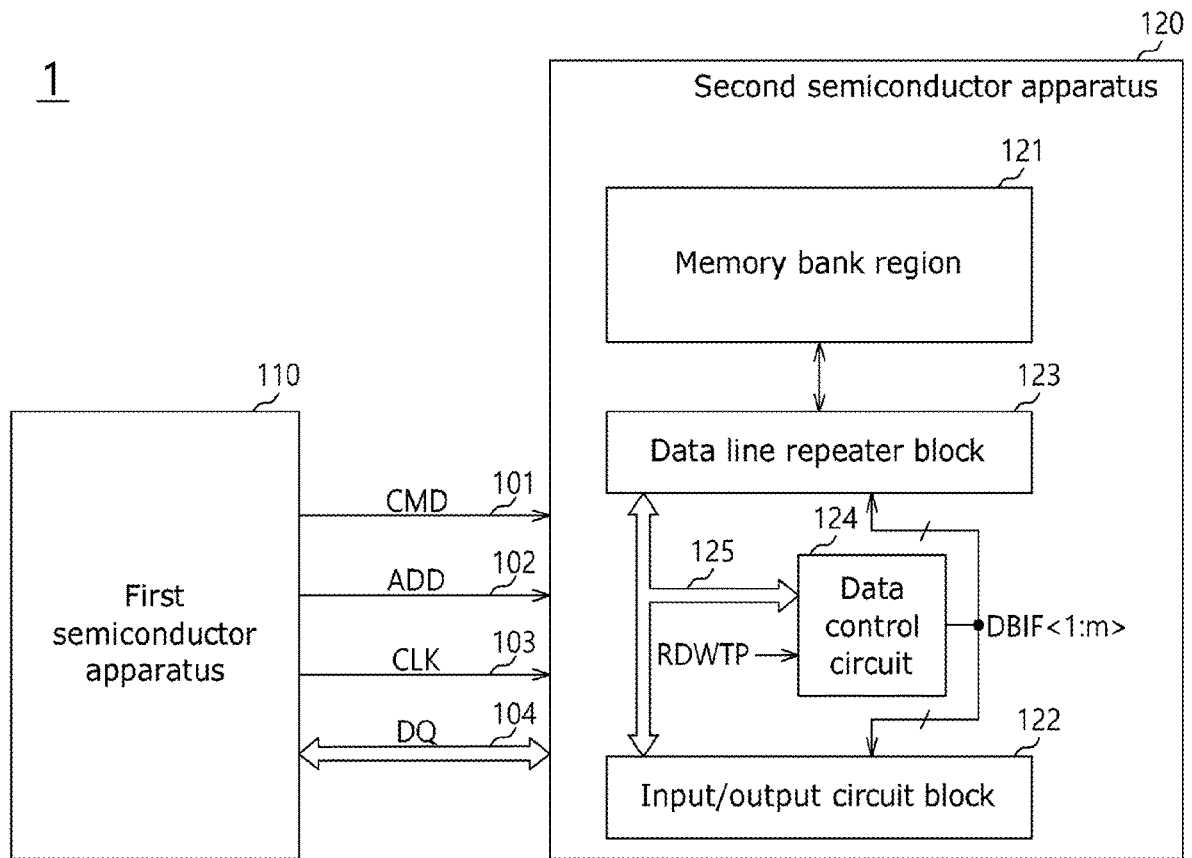 1
120
Second semiconductor apparatus
121
Memory bank region
110
123
Data line repeater block
First
semiconductor
apparatus
CMD
101
ADD
102
CLK
103
DQ
104
124
125
Data
control
circuit
RDWTP
DBIF<1:m>
122
Input/output circuit block